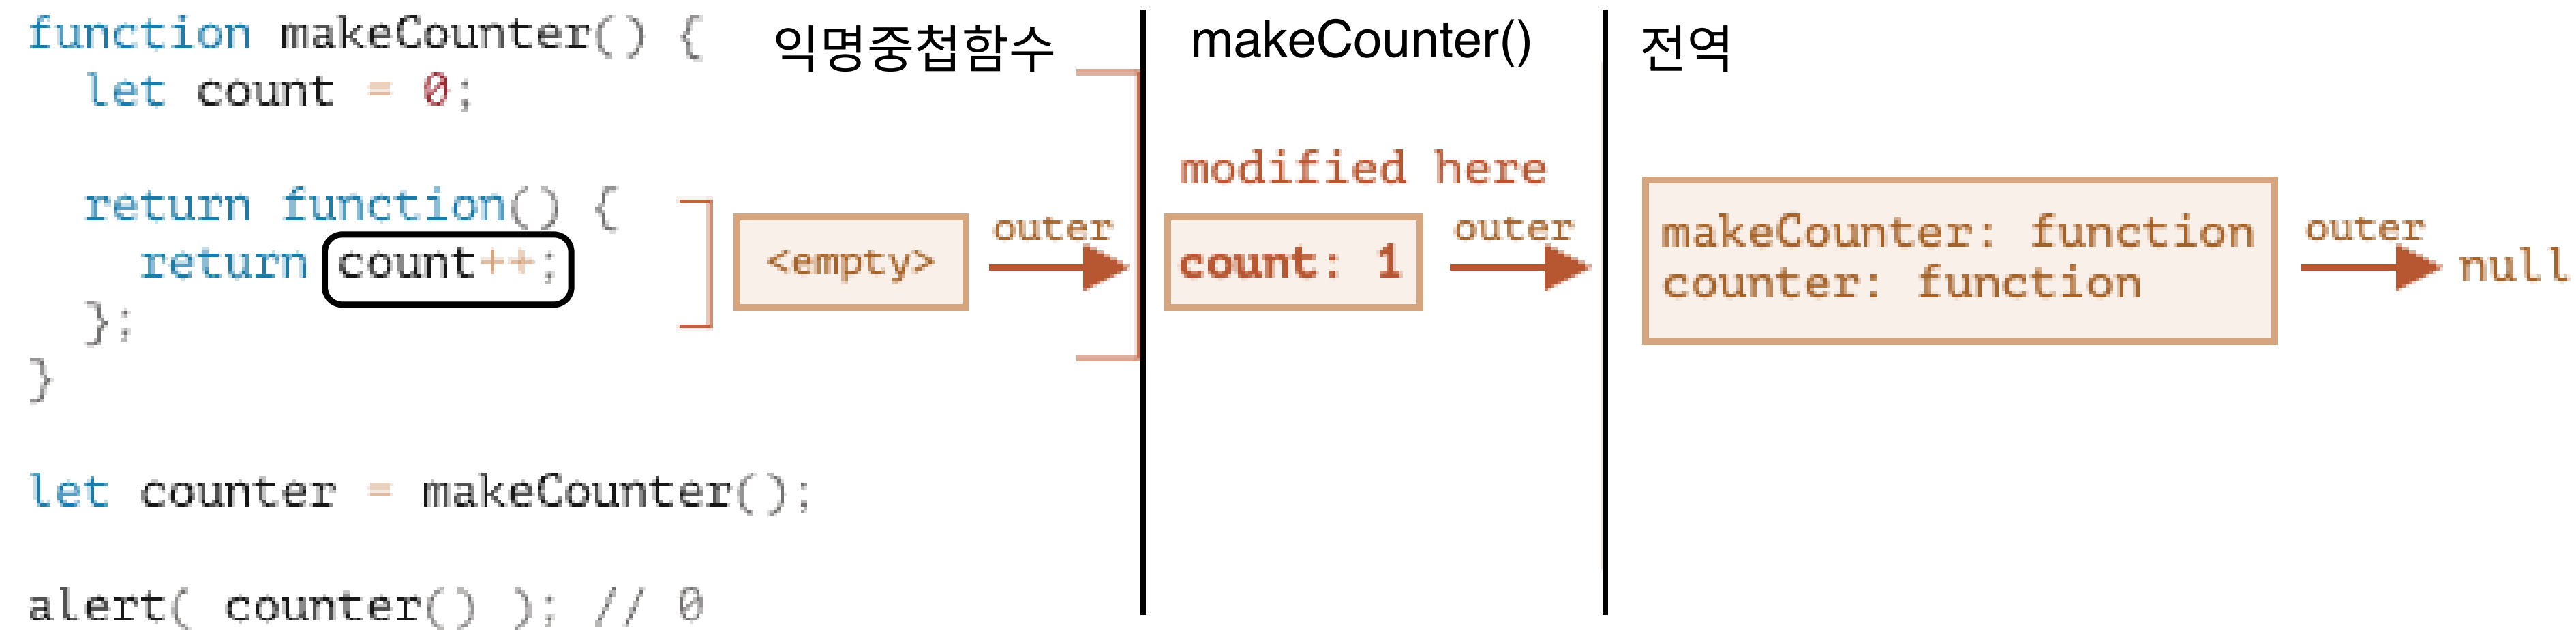 function makeCounter() {
  let count = 0;
  return function() {
    return count++;
  };
}
let counter = makeCounter();
alert( counter() ); // 0
익명중첩함수
<empty>
outer
makeCounter()
modified here
count: 1
outer
전역
makeCounter: function
counter: function
outer
null